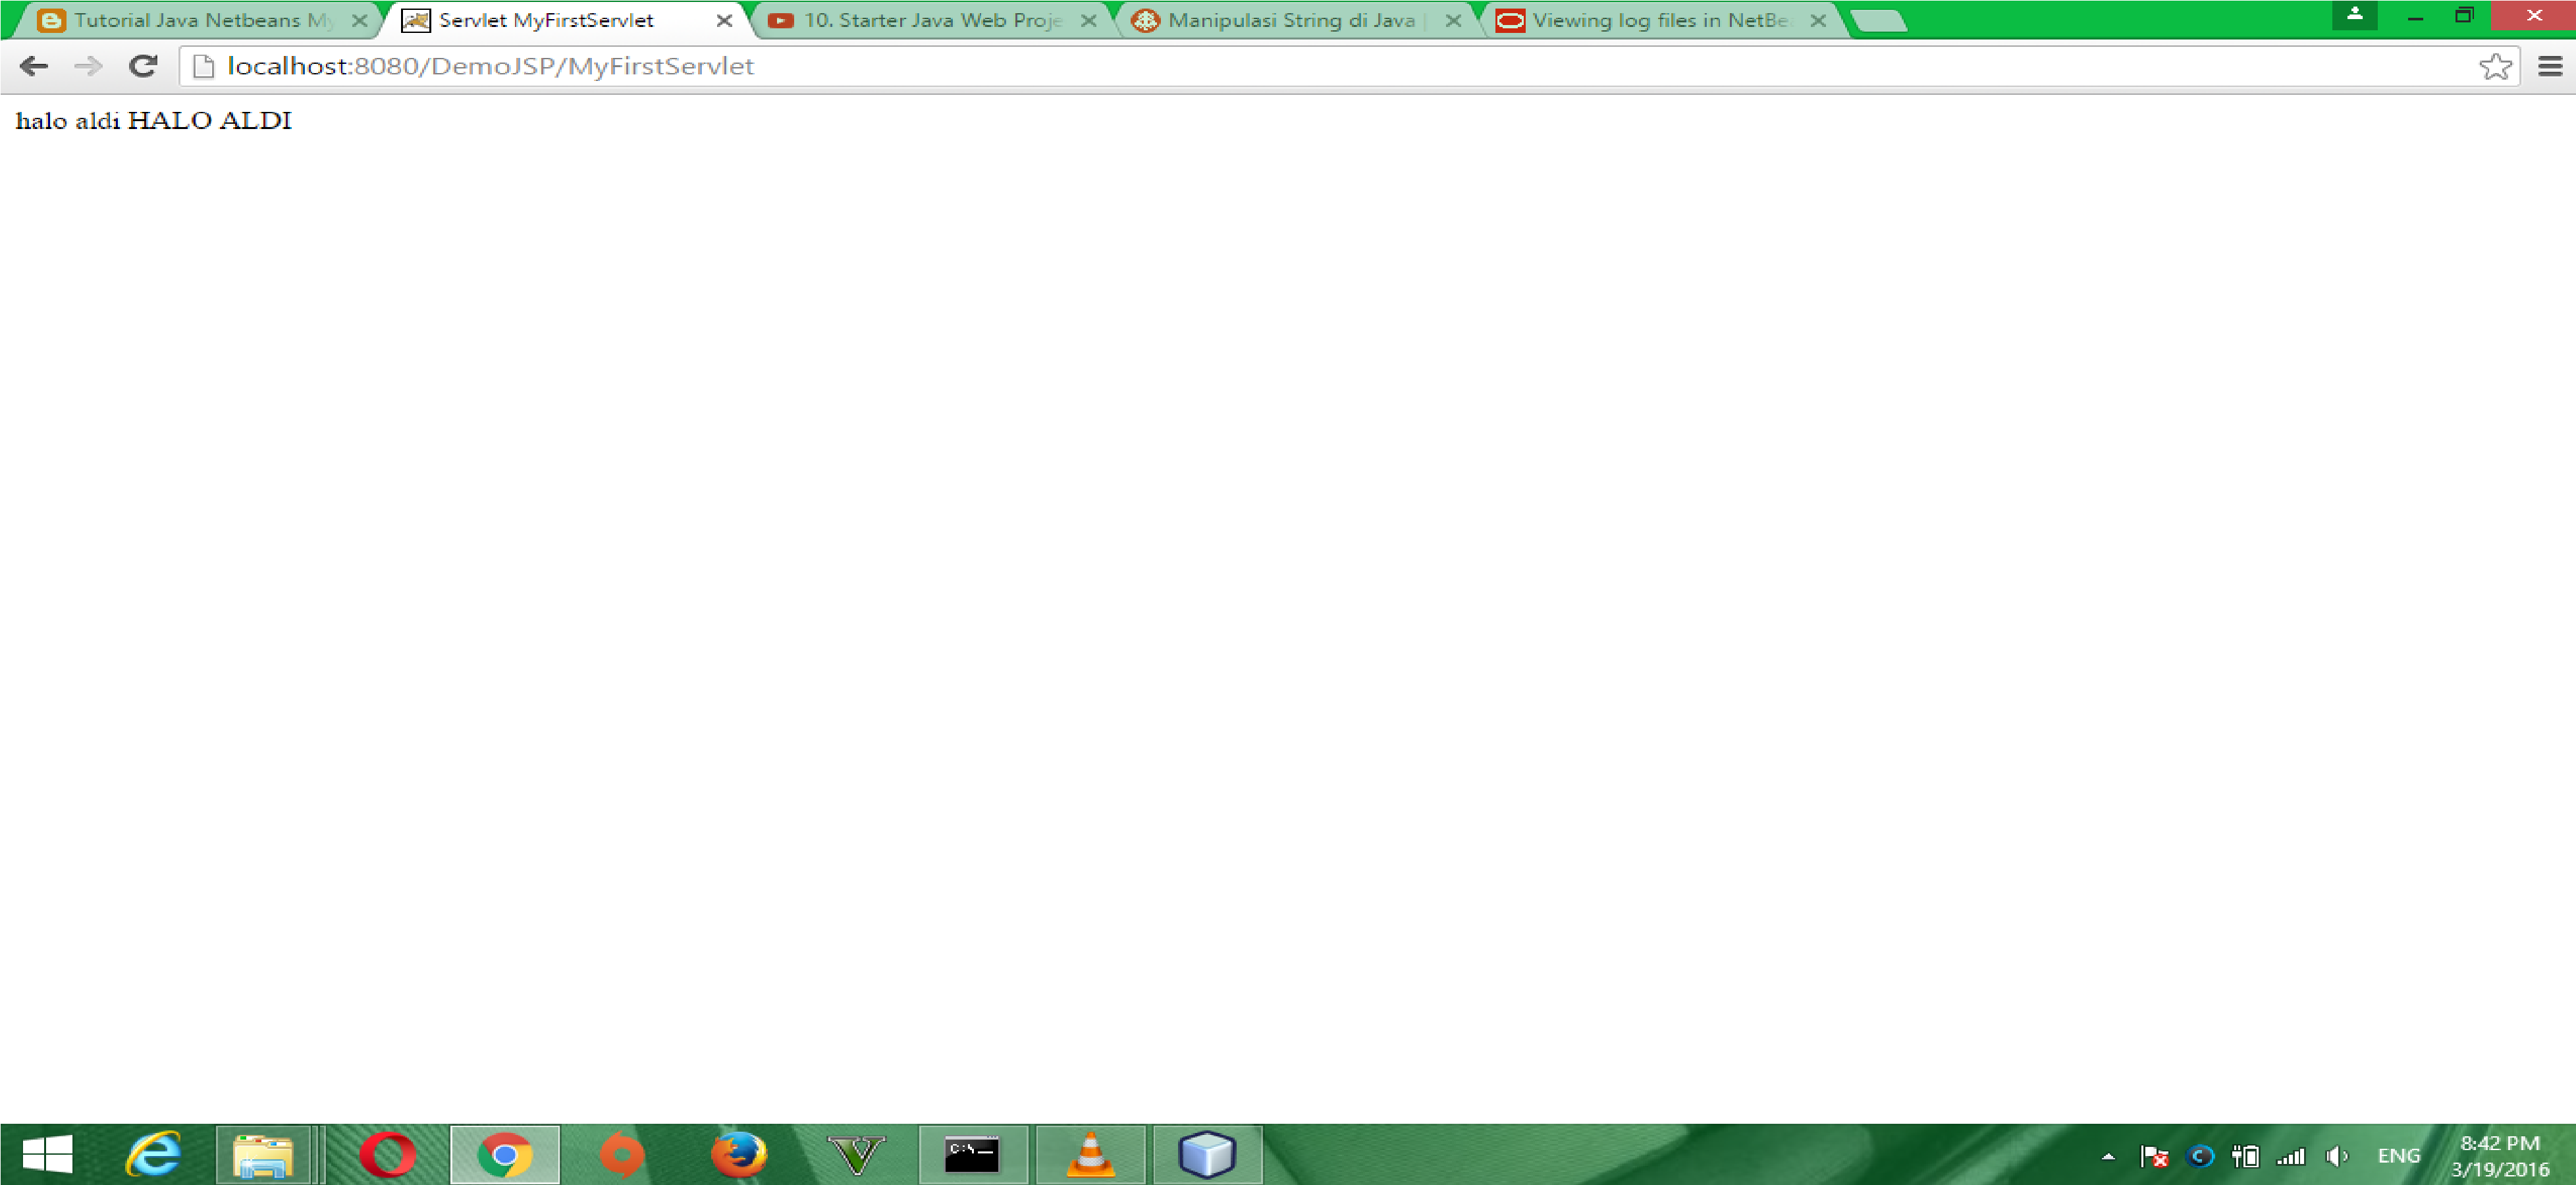 Tutorial Java Netbeans My
Servlet MyFirstServlet
10. Starter Java Web Proje
Manipulasi String di Java |
Viewing log files in NetBe
localhost:8080/DemoJSP/MyFirstServlet
halo aldi HALO ALDI
C:\
ENG
8:42 PM
3/19/2016